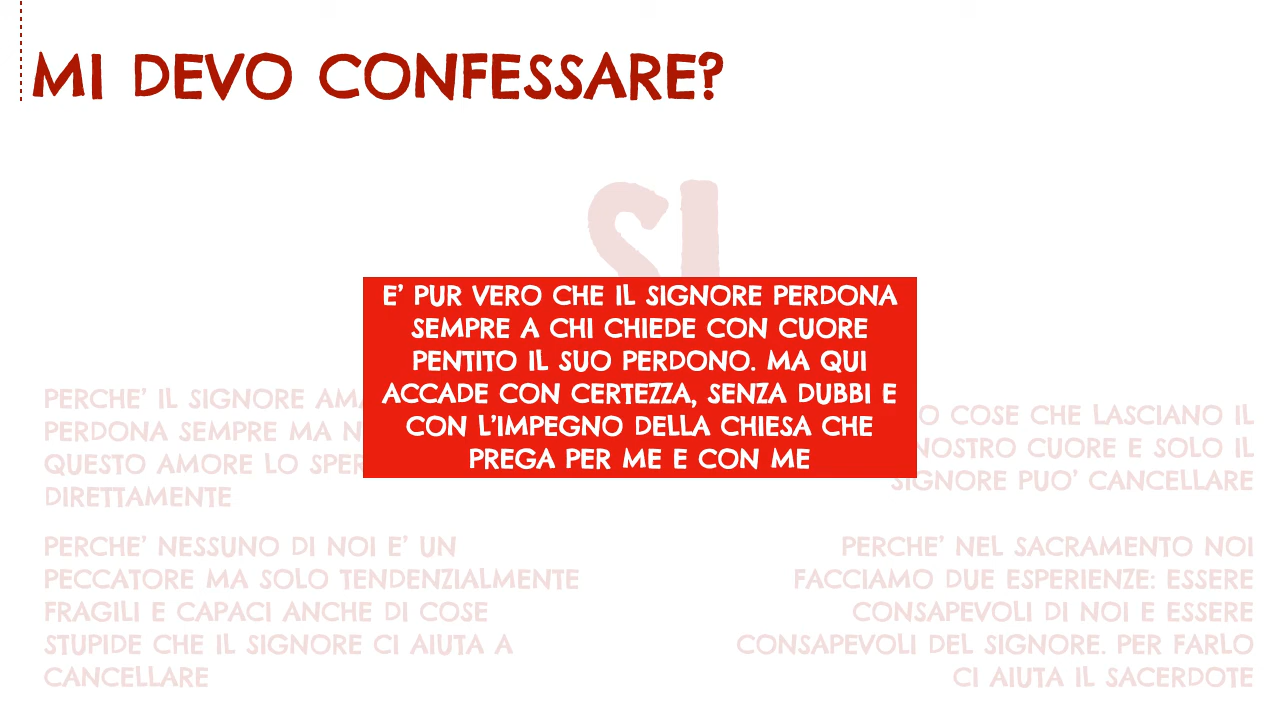 MI DEVO CONFESSARE?
SI
E' PUR VERO CHE IL SIGNORE PERDONA
SEMPRE A CHI CHIEDE CON CUORE
PENTITO IL SUO PERDONO. MA QUI
ACCADE CON CERTEZZA, SENZA DUBBI E
CON L'IMPEGNO DELLA CHIESA CHE
PREGA PER ME E CON ME
PERCHE' IL SIGNORE
PERDONA SEMPRE MA
QUESTO AMORE LO
DIRETTAMENTE
COSE CHE LASCIANO IL
NOSTRO CUORE E SOLO IL
SIGNORE PUO' CANCELLARE
PERCHE' NESSUNO DI NOI E' UN
PECCATORE MA SOLO TENDENZIALMENTE
FRAGILI E CAPACI ANCHE DI COSE
STUPIDE CHE IL SIGNORE CI AIUTA A
CANCELLARE
PERCHE' NEL SACRAMENTO NOI
FACCIAMO DUE ESPERIENZE: ESSERE
CONSAPEVOLI DI NOI E ESSERE
CONSAPEVOLI DEL SIGNORE. PER FARLO
CI AIUTA IL SACERDOTE